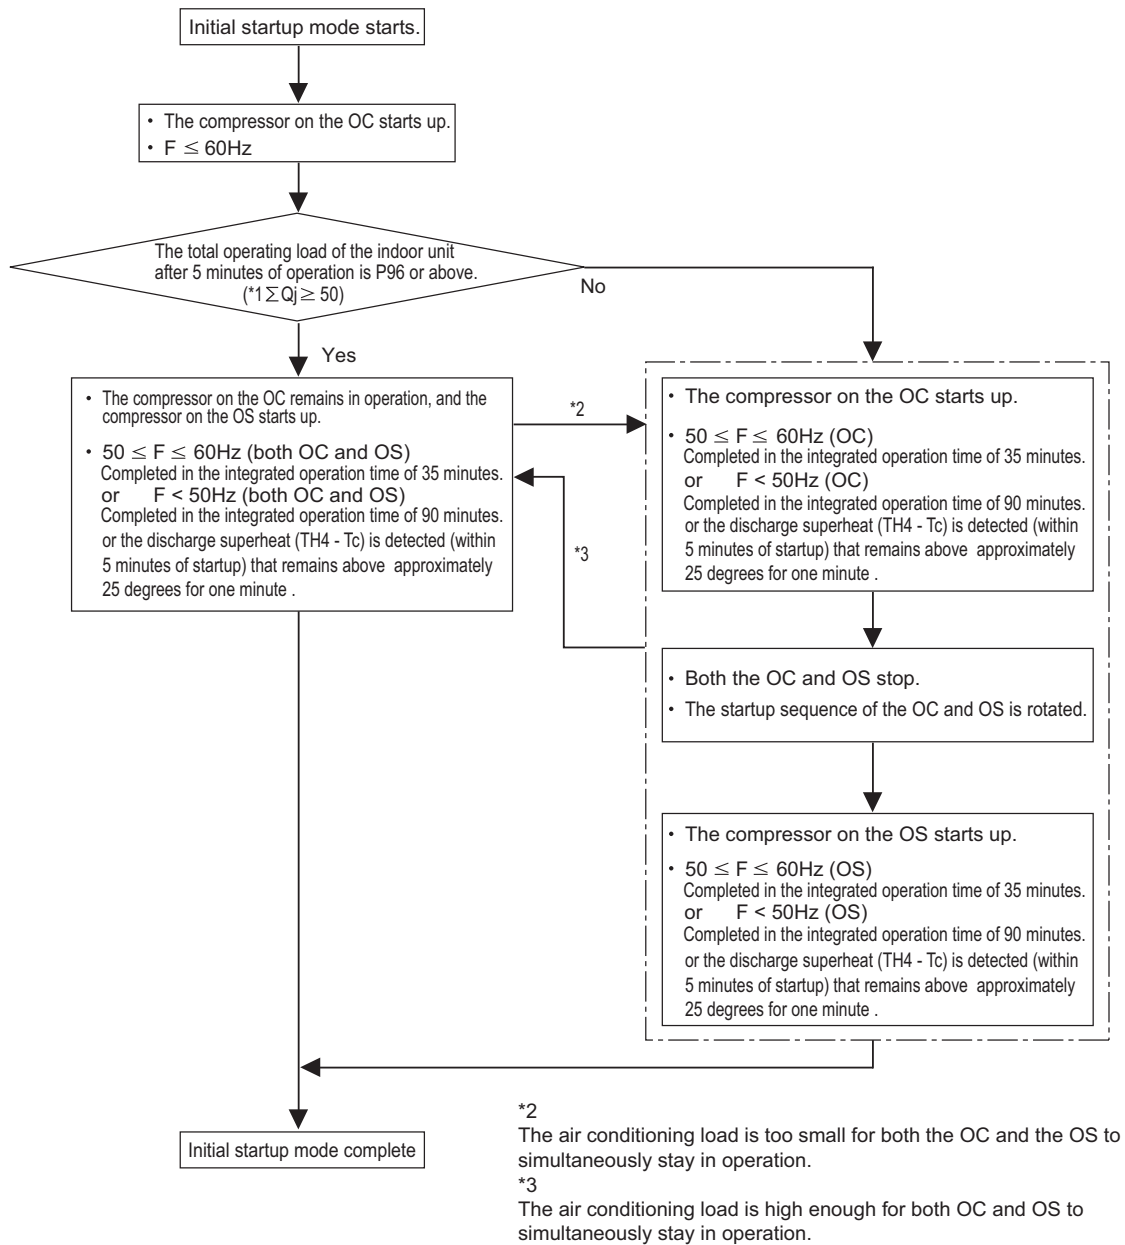 Initial startup mode starts.
・ The compressor on the OC starts up.
・ F ≤ 60Hz
The total operating load of the indoor unit
after 5 minutes of operation is P96 or above.
(*1∑Qj ≥ 50)
No
Yes
・ The compressor on the OC remains in operation, and the
compressor on the OS starts up.
・ 50 ≤ F ≤ 60Hz (both OC and OS)
Completed in the integrated operation time of 35 minutes.
or F < 50Hz (both OC and OS)
Completed in the integrated operation time of 90 minutes.
or the discharge superheat (TH4 - Tc) is detected (within
5 minutes of startup) that remains above approximately
25 degrees for one minute .
*2
*3
・ The compressor on the OC starts up.
・ 50 ≤ F ≤ 60Hz (OC)
Completed in the integrated operation time of 35 minutes.
or F < 50Hz (OC)
Completed in the integrated operation time of 90 minutes.
or the discharge superheat (TH4 - Tc) is detected (within
5 minutes of startup) that remains above approximately
25 degrees for one minute .
・ Both the OC and OS stop.
・ The startup sequence of the OC and OS is rotated.
・ The compressor on the OS starts up.
・ 50 ≤ F ≤ 60Hz (OS)
Completed in the integrated operation time of 35 minutes.
or F < 50Hz (OS)
Completed in the integrated operation time of 90 minutes.
or the discharge superheat (TH4 - Tc) is detected (within
5 minutes of startup) that remains above approximately
25 degrees for one minute .
Initial startup mode complete
*2
The air conditioning load is too small for both the OC and the OS to
simultaneously stay in operation.
*3
The air conditioning load is high enough for both OC and OS to
simultaneously stay in operation.